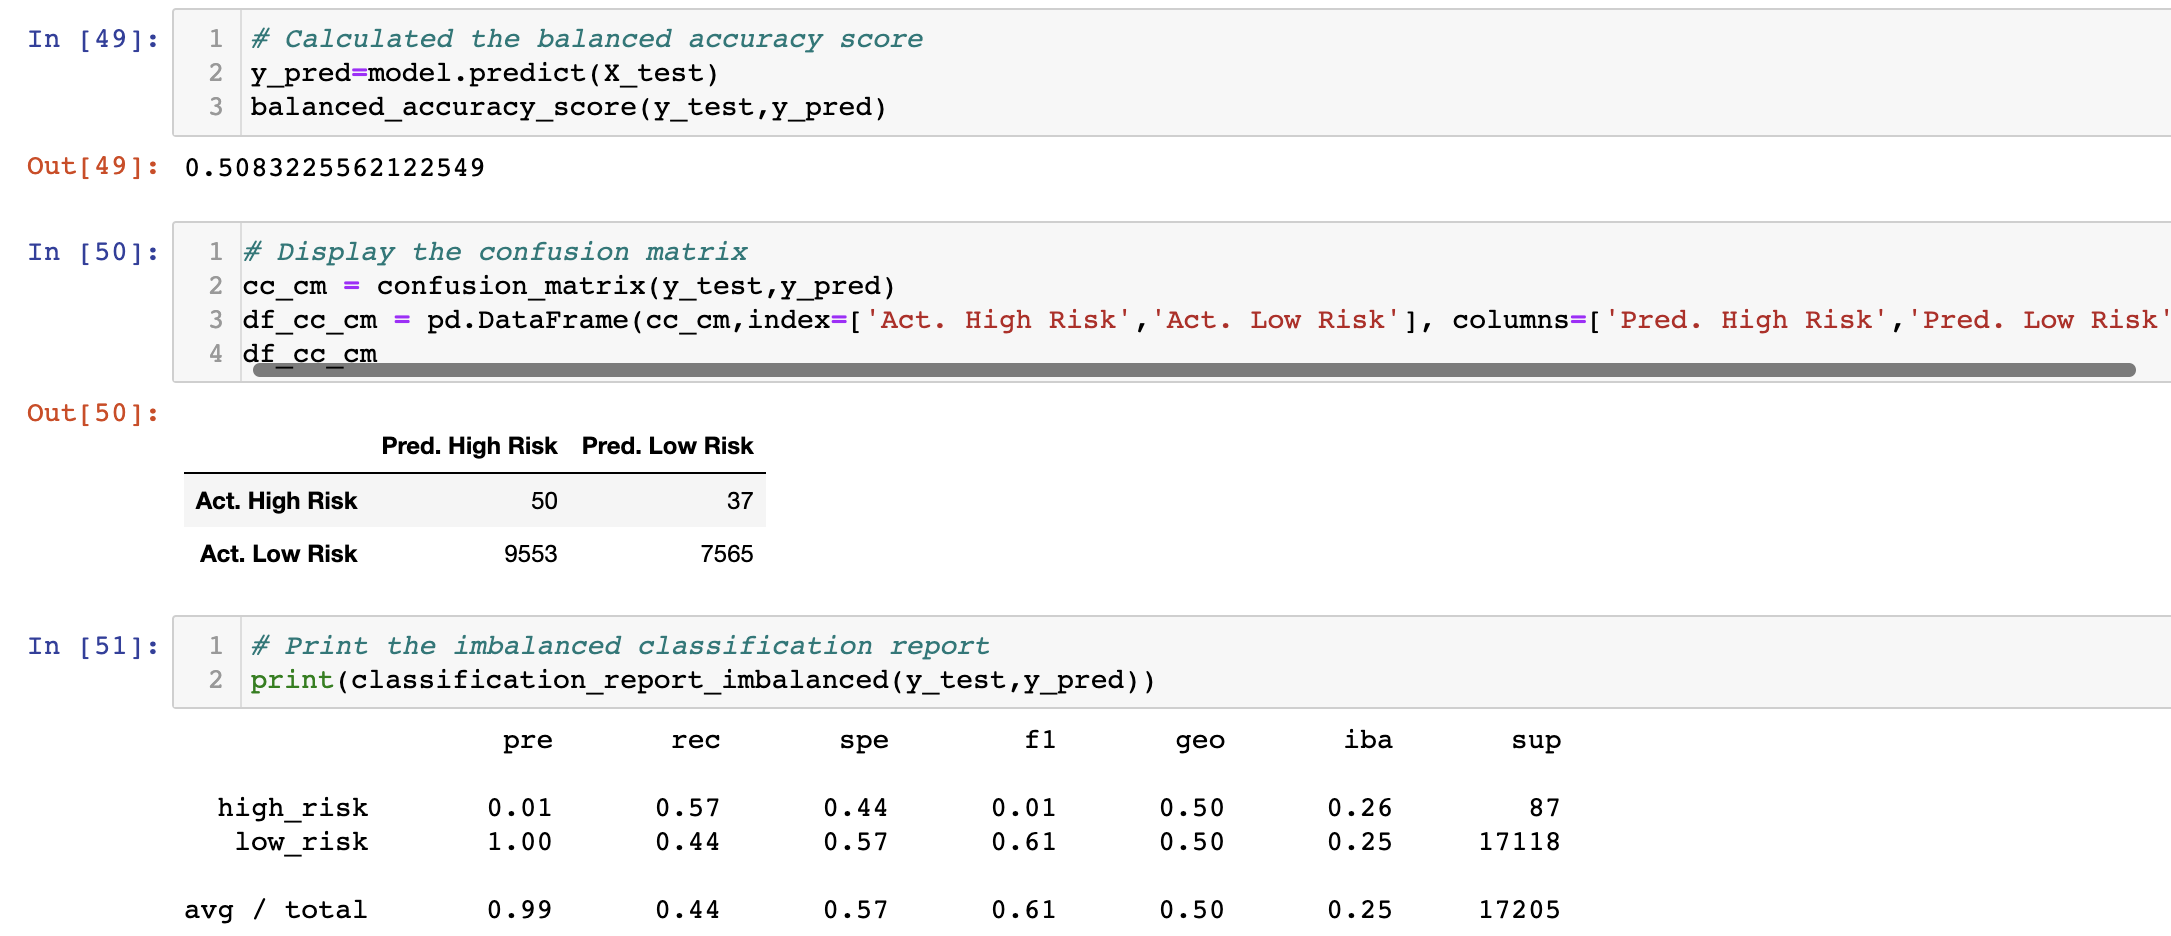 In [49]:
1 # Calculated the balanced accuracy score
2 y_pred=model.predict(X_test)
3 balanced_accuracy_score(y_test,y_pred)
Out[49]: 0.5083225562122549
In [50]:
1 # Display the confusion matrix
2 cc_cm = confusion_matrix(y_test,y_pred)
3 df_cc_cm = pd.DataFrame(cc_cm,index=['Act. High Risk','Act. Low Risk'], columns=['Pred. High Risk','Pred. Low Risk'
4 df_cc_cm
Out[50]:
Pred. High Risk Pred. Low Risk
Act. High Risk 50 37
Act. Low Risk 9553 7565
In [51]:
1 # Print the imbalanced classification report
2 print(classification_report_imbalanced(y_test,y_pred))
pre rec spe f1 geo iba sup
high_risk 0.01 0.57 0.44 0.01 0.50 0.26 87
low_risk 1.00 0.44 0.57 0.61 0.50 0.25 17118
avg / total 0.99 0.44 0.57 0.61 0.50 0.25 17205